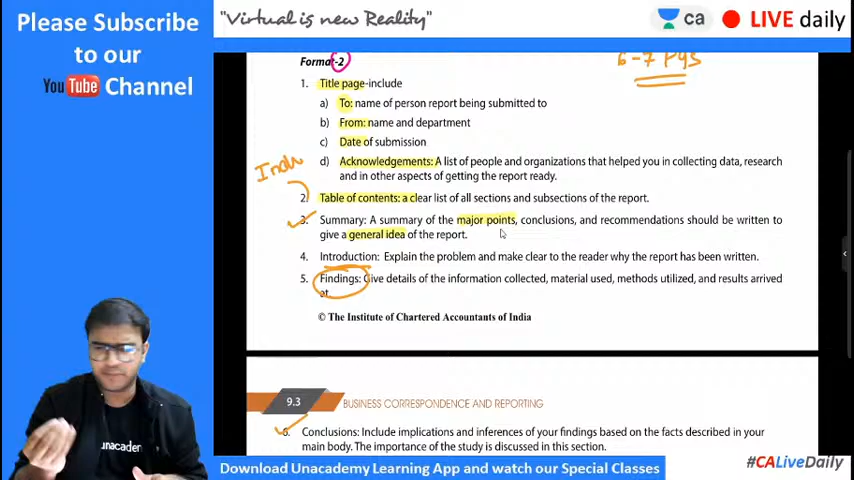 Please Subscribe
to our
YouTube Channel
"Virtual is new Reality"
ca
LIVE daily
6-7 Pgs
Format-2
1. Title page-include
a) To: name of person report being submitted to
b) From: name and department
c) Date of submission
d) Acknowledgements: A list of people and organizations that helped you in collecting data, research
and in other aspects of getting the report ready.
2. Table of contents: a clear list of all sections and subsections of the report.
3. Summary: A summary of the major points, conclusions, and recommendations should be written to
give a general idea of the report.
4. Introduction: Explain the problem and make clear to the reader why the report has been written.
5. Findings: Give details of the information collected, material used, methods utilized, and results arrived
at.
© The Institute of Chartered Accountants of India
9.3 BUSINESS CORRESPONDENCE AND REPORTING
6. Conclusions: Include implications and inferences of your findings based on the facts described in your
main body. The importance of the study is discussed in this section.
unacademy
Download Unacademy Learning App and watch our Special Classes
#CALiveDaily